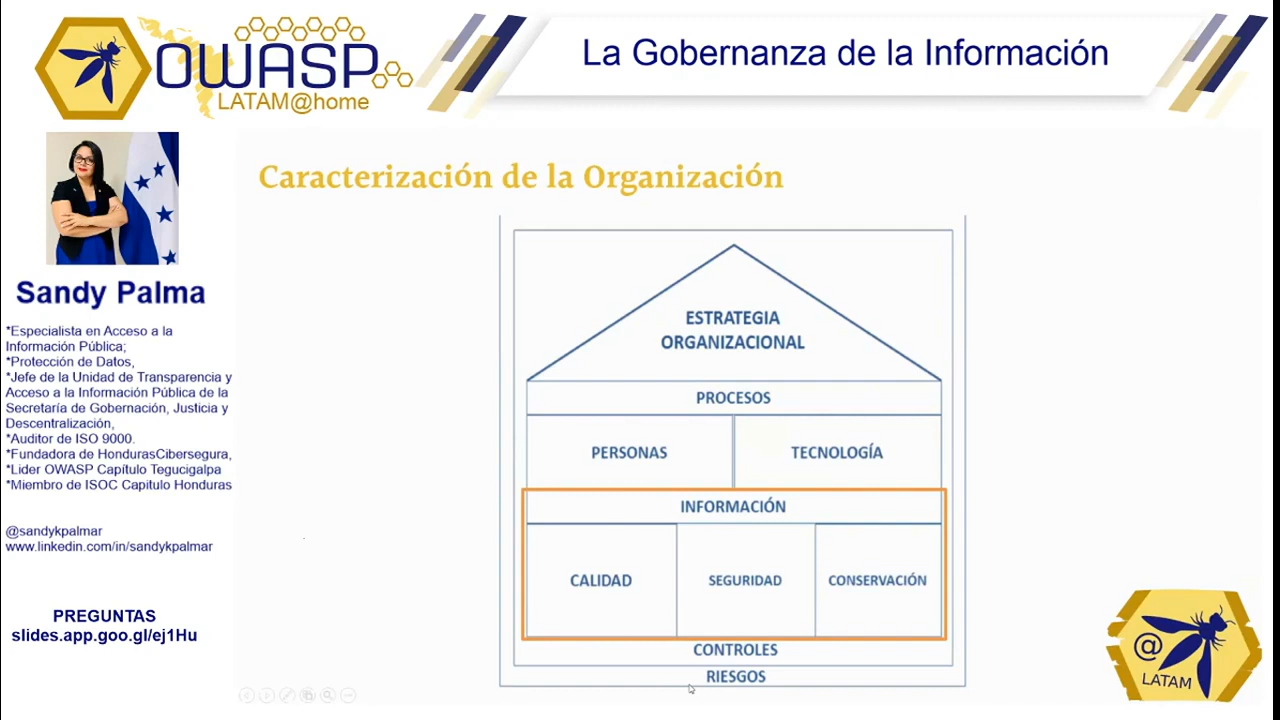 OWASP
LATAM@home
La Gobernanza de la Información
Sandy Palma
*Especialista en Acceso a la
Información Pública;
*Protección de Datos,
*Jefe de la Unidad de Transparencia y
Acceso a la Información Pública de la
Secretaría de Gobernación, Justicia y
Descentralización,
*Auditor de ISO 9000.
*Fundadora de HondurasCibersegura,
*Lider OWASP Capítulo Tegucigalpa
*Miembro de ISOC Capitulo Honduras
@sandykpalmar
www.linkedin.com/in/sandykpalmar
PREGUNTAS
slides.app.goo.gl/ej1Hu
Caracterización de la Organización
ESTRATEGIA
ORGANIZACIONAL
PROCESOS
PERSONAS
TECNOLOGÍA
INFORMACIÓN
CALIDAD
SEGURIDAD
CONSERVACIÓN
CONTROLES
RIESGOS
@
LATAM